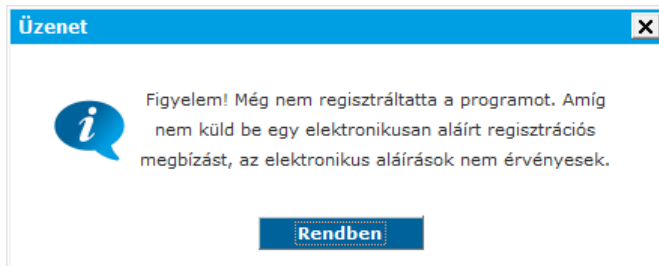 Üzenet
Figyelem! Még nem regisztráltatta a programot. Amíg
nem küld be egy elektronikusan aláírt regisztrációs
megbízást, az elektronikus aláírások nem érvényesek.
Rendben